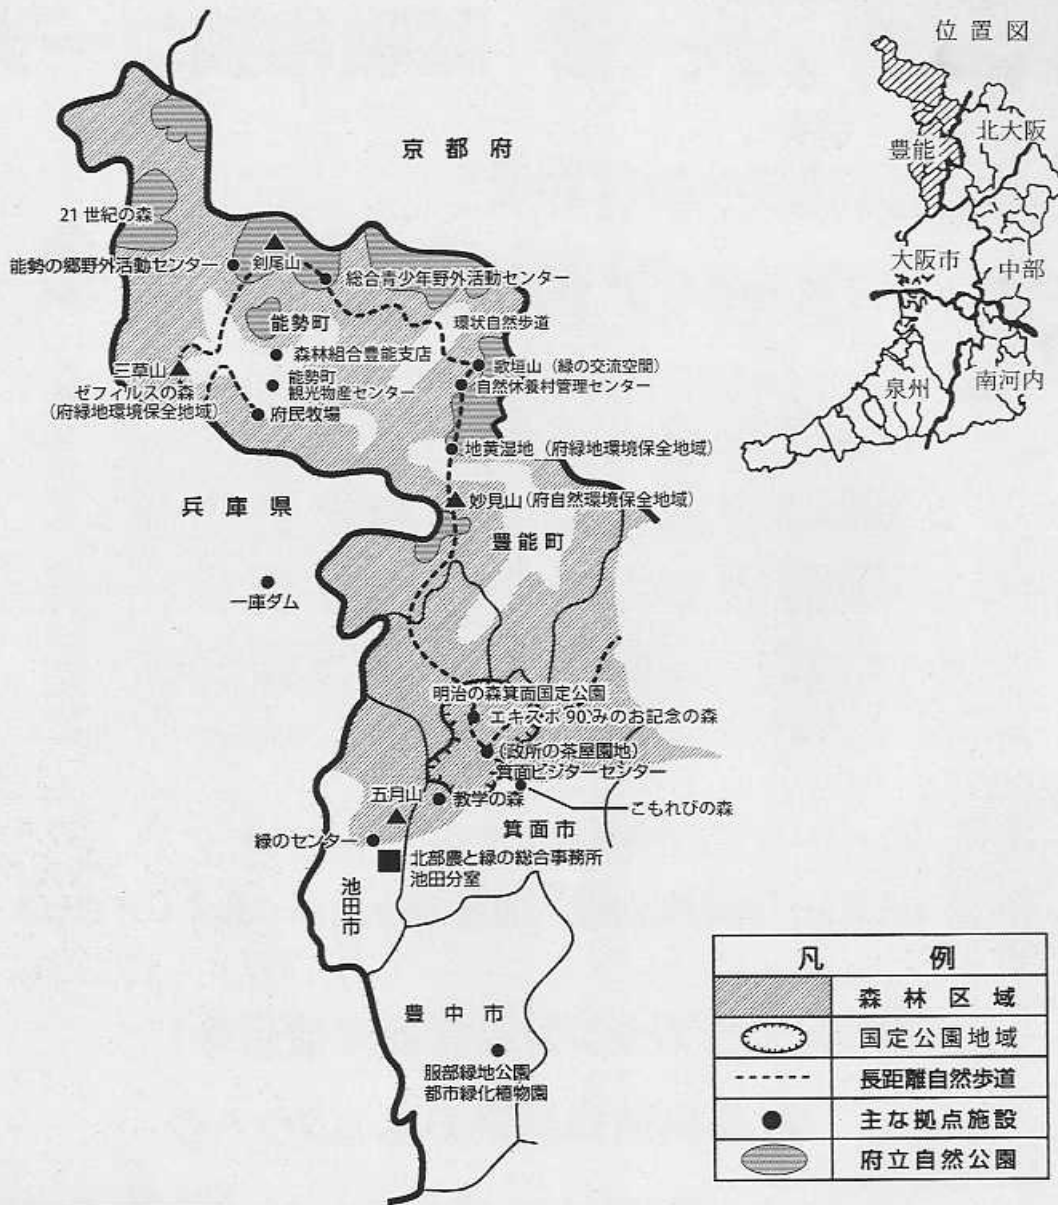 位置図
北大阪
豊能
大阪市
中部
泉州
南河内
京都府
21世紀の森
能勢の郷野外活動センター
剣尾山
総合青少年野外活動センター
能勢町
環状自然歩道
森林組合豊能支店
三草山
ゼフィルスの森
(府緑地環境保全地域)
能勢町
観光物産センター
府民牧場
歌垣山(緑の交流空間)
自然休養村管理センター
地黄湿地(府緑地環境保全地域)
兵庫県
妙見山(府自然環境保全地域)
豊能町
一庫ダム
明治の森箕面国定公園
エキスポ90みのお記念の森
(政所の茶屋園地)
箕面ビジターセンター
五月山
教学の森
こもれびの森
箕面市
緑のセンター
北部農と緑の総合事務所
池田分室
池田市
豊中市
服部緑地公園
都市緑化植物園
凡例
森林区域
国定公園地域
長距離自然歩道
主な拠点施設
府立自然公園